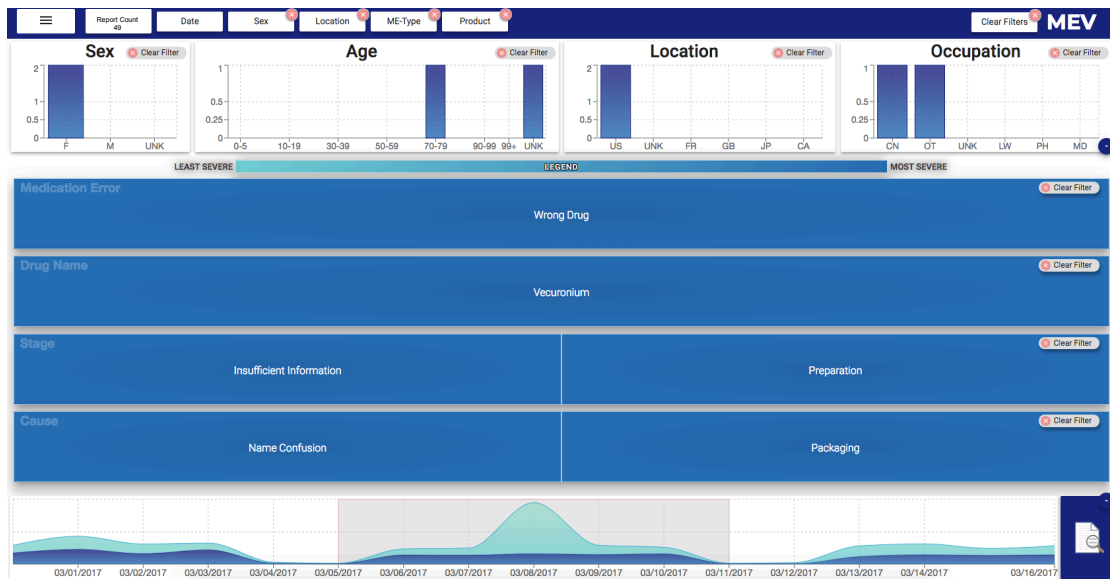 Report Count
49
Date
Sex
Location
ME-Type
Product
Clear Filters
MEV
Sex
Clear Filter
2
1
0.5
0
F M UNK
Age
Clear Filter
1
0.5
0
0-5 10-19 30-39 50-59 70-79 90-99 99+ UNK
Location
Clear Filter
2
1
0.5
0
US UNK FR GB JP CA
Occupation
Clear Filter
1
0.5
0.25
0
CN OT UNK LW PH MD
LEAST SEVERE LEGEND MOST SEVERE
Medication Error
Clear Filter
Wrong Drug
Drug Name
Clear Filter
Vecuronium
Stage
Clear Filter
Insufficient Information Preparation
Cause
Clear Filter
Name Confusion Packaging
03/01/2017 03/02/2017 03/03/2017 03/04/2017 03/05/2017 03/06/2017 03/07/2017 03/08/2017 03/09/2017 03/10/2017 03/11/2017 03/12/2017 03/13/2017 03/14/2017 03/16/2017